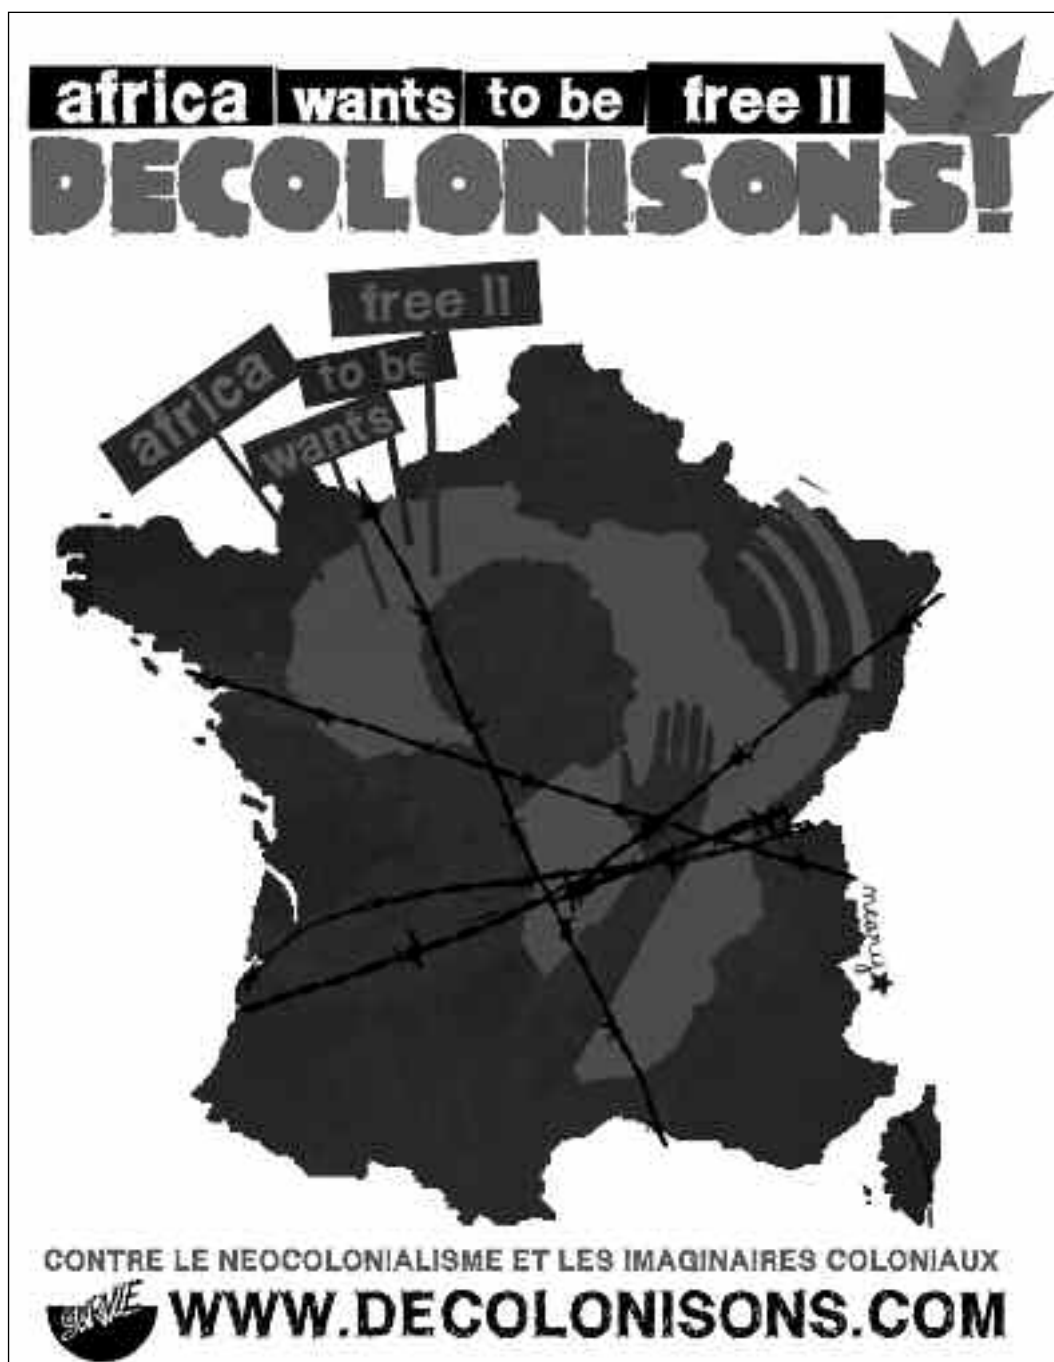 africa wants to be free !!
DECOLONISONS!
free !!
to be
africa
wants
CONTRE LE NEOCOLONIALISME ET LES IMAGINAIRES COLONIAUX
SURVIE
WWW.DECOLONISONS.COM